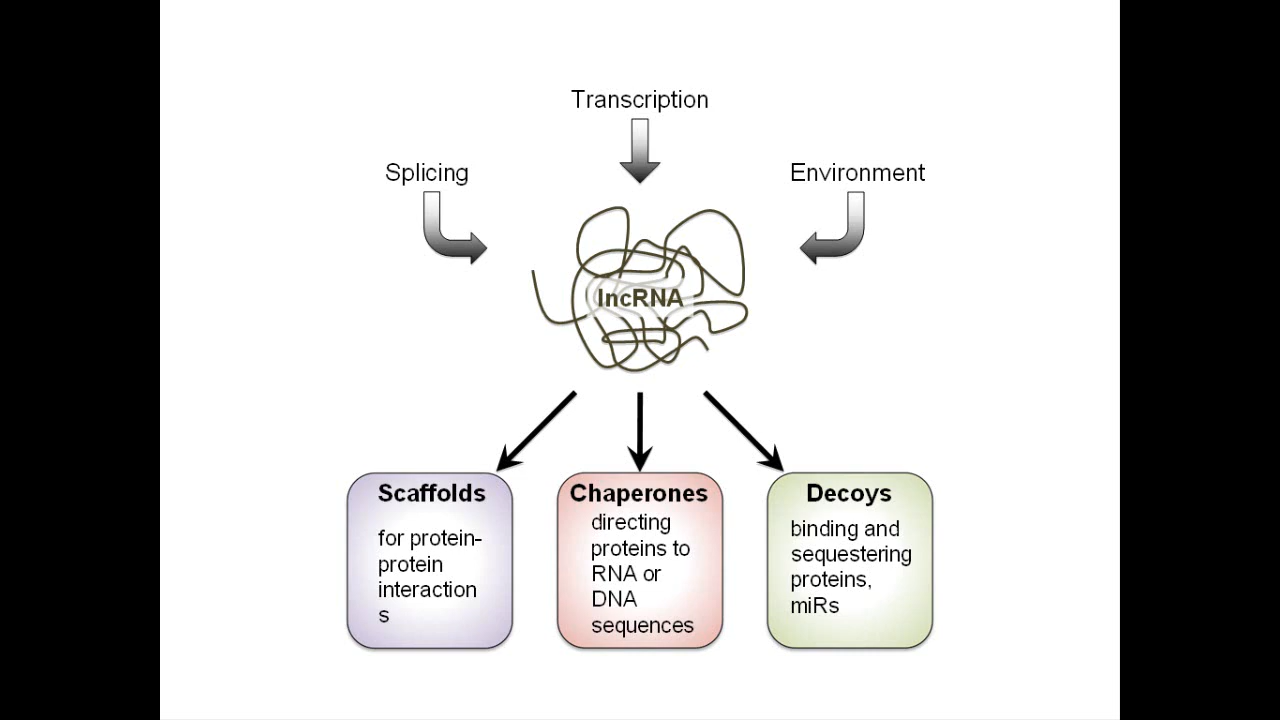 Transcription
Splicing
Environment
lncRNA
Scaffolds
for protein-
protein
interaction
s
Chaperones
directing
proteins to
RNA or
DNA
sequences
Decoys
binding and
sequestering
proteins,
miRs